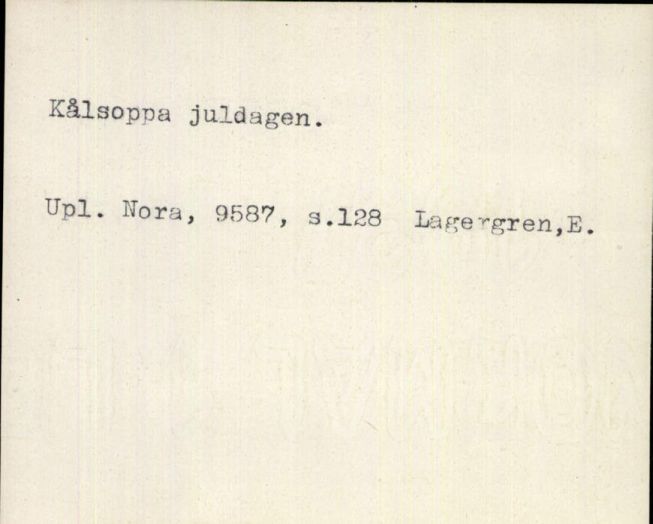 Kålsoppa juldagen.
Upl. Nora, 9587, s.128 Lagergren,E.